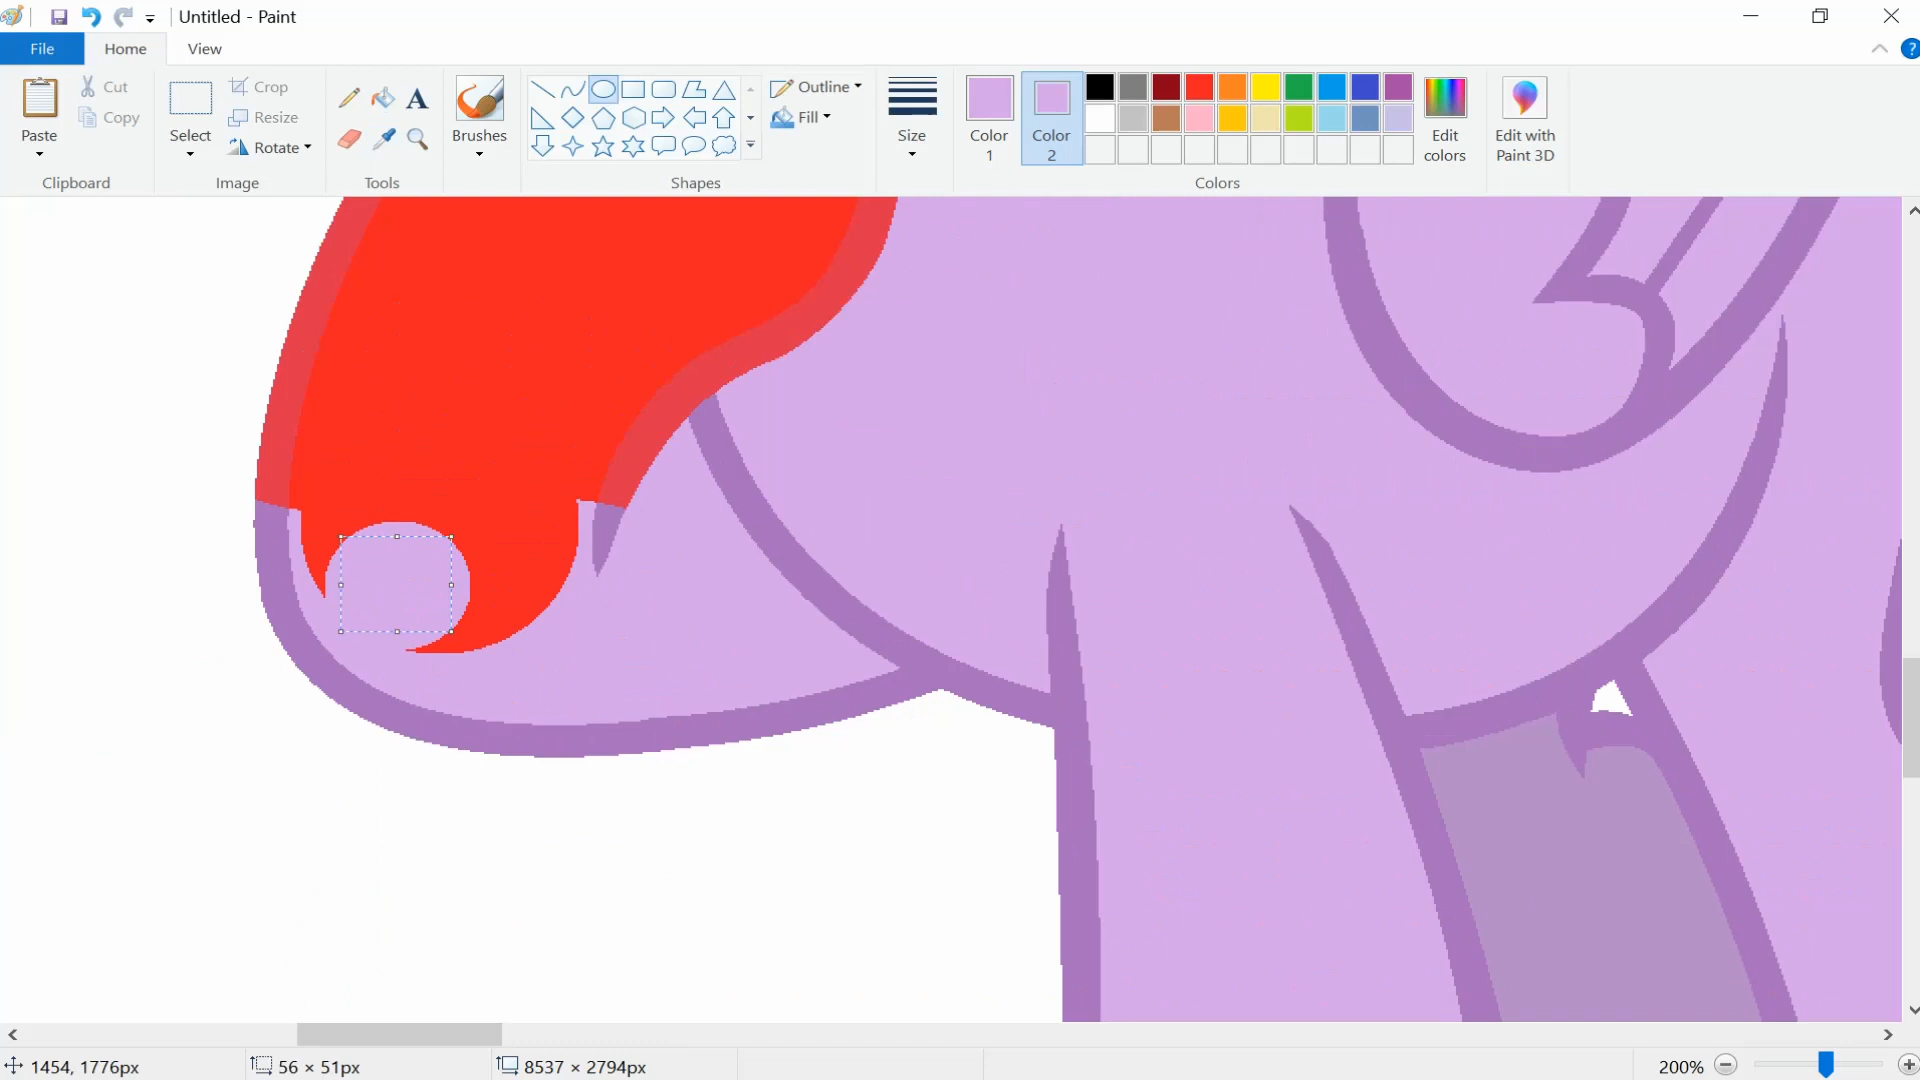 Untitled - Paint
File Home View
Paste Cut Copy
Select Crop Resize Rotate
A
Brushes
Outline
Fill
Size
Color 1
Color 2
Edit colors
Edit with Paint 3D
Clipboard Image Tools Shapes Colors
1454, 1776px 56 × 51px 8537 × 2794px 200%